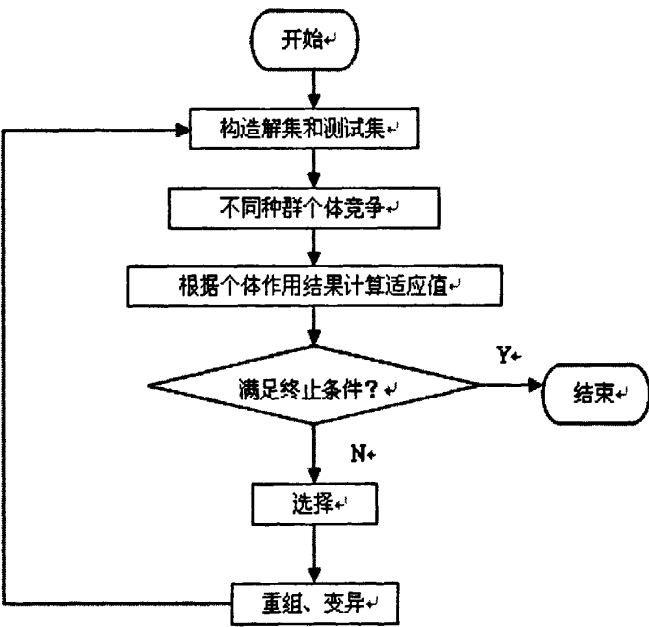 开始
构造解集和测试集
不同种群个体竞争
根据个体作用结果计算适应值
满足终止条件？
Y
结束
N
选择
重组、变异